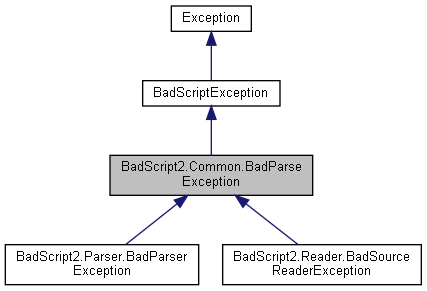 Exception
BadScriptException
BadScript2.Common.BadParse
Exception
BadScript2.Parser.BadParser
Exception
BadScript2.Reader.BadSource
ReaderException